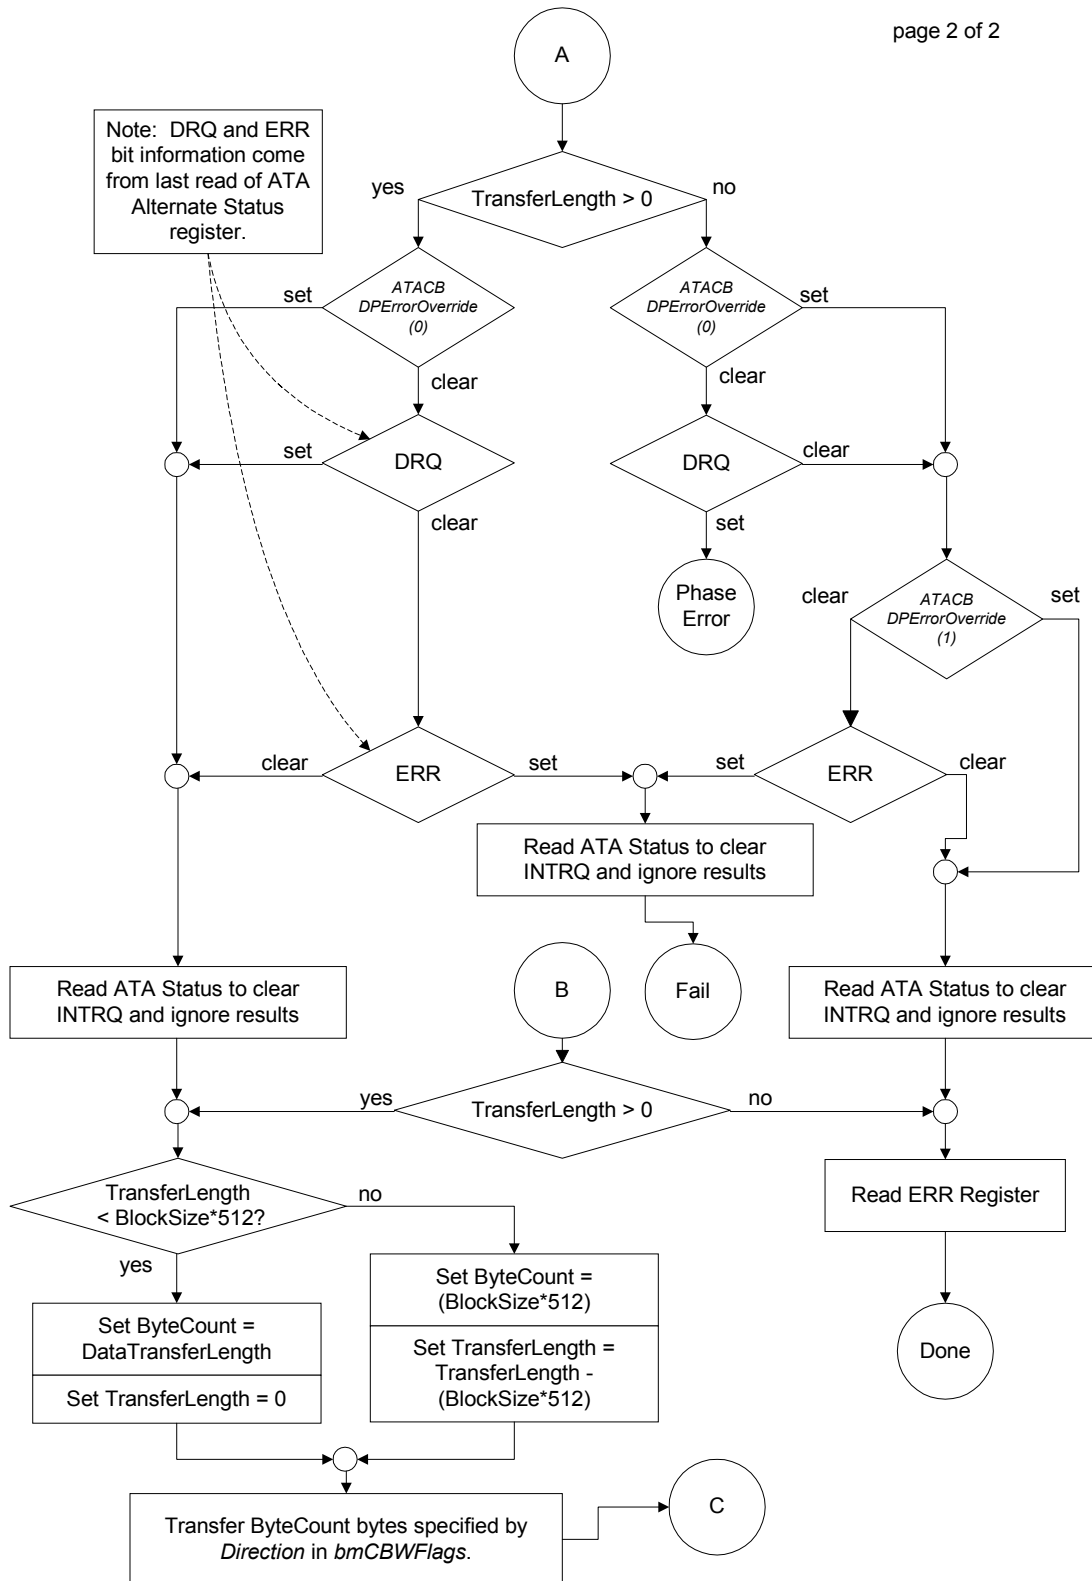 page 2 of 2
A
Note: DRQ and ERR
bit information come
from last read of ATA
Alternate Status
register.
yes
TransferLength > 0
no
set
ATACB
DPErrorOverride
(0)
clear
ATACB
DPErrorOverride
(0)
set
clear
set
DRQ
clear
DRQ
clear
set
Phase
Error
clear
ATACB
DPErrorOverride
(1)
set
clear
ERR
set
set
ERR
clear
Read ATA Status to clear
INTRQ and ignore results
Read ATA Status to clear
INTRQ and ignore results
B
Fail
Read ATA Status to clear
INTRQ and ignore results
yes
TransferLength > 0
no
TransferLength
< BlockSize*512?
no
yes
Read ERR Register
Set ByteCount =
DataTransferLength
Set TransferLength = 0
Set ByteCount =
(BlockSize*512)
Set TransferLength =
TransferLength -
(BlockSize*512)
Done
Transfer ByteCount bytes specified by
Direction in bmCBWFlags.
C